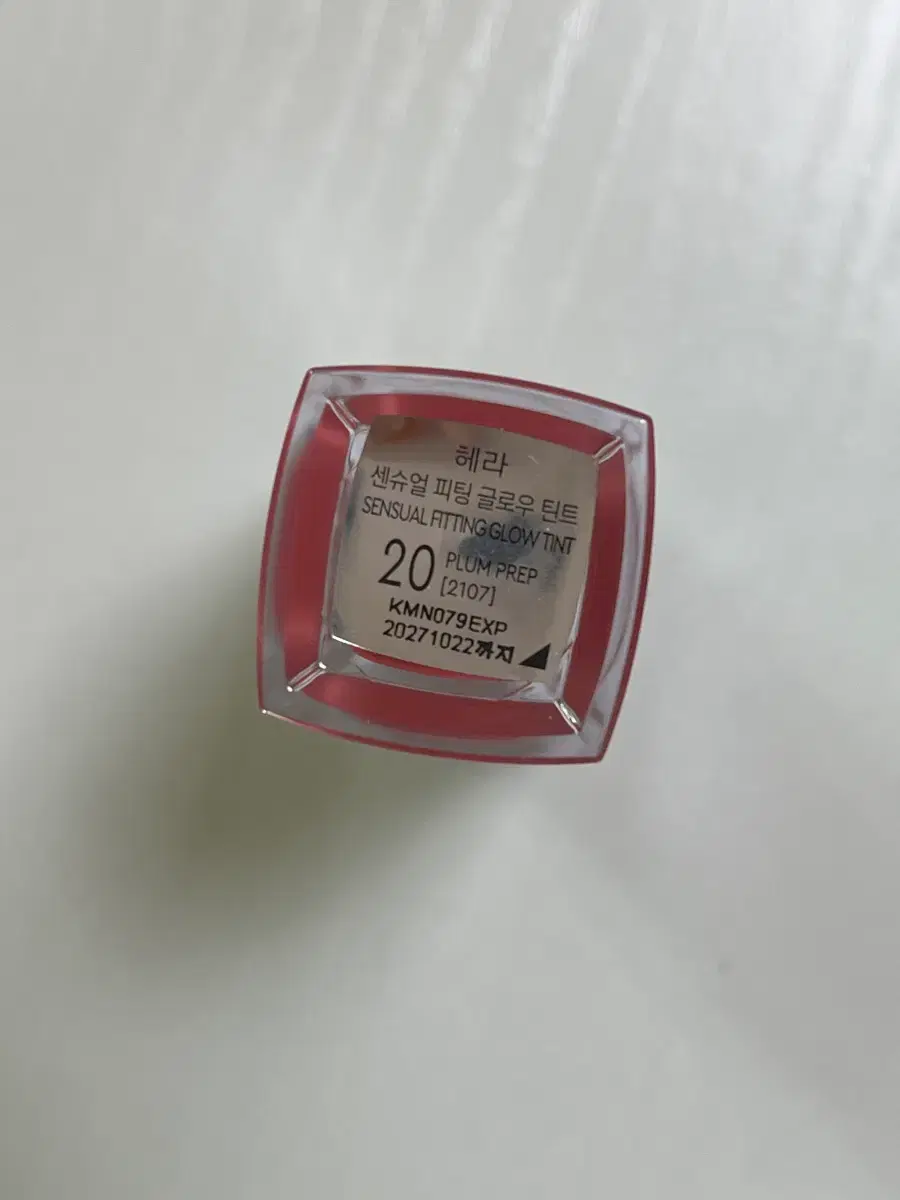 헤라
센슈얼 피팅 글로우 틴트
SENSUAL FITTING GLOW TINT
20 PLUM PREP
[2107]
KMN079EXP
20271022까지